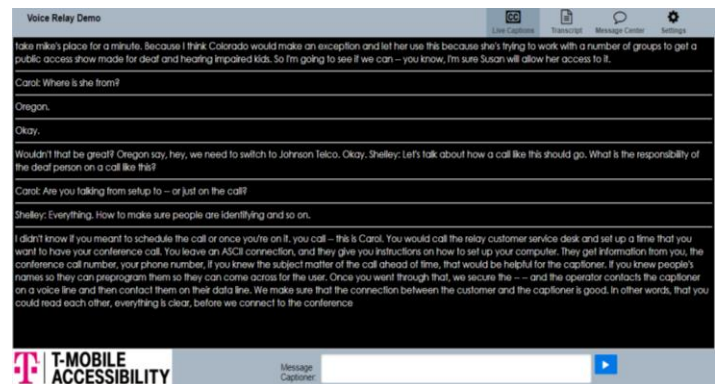 Voice Relay Demo
CC
Live Captions
Transcript
Message Center
Settings
take mike's place for a minute. Because I think Colorado would make an exception and let her use this because she's trying to work with a number of groups to get a
public access show made for deaf and hearing impaired kids. So I'm going to see if we can -- you know, I'm sure Susan will allow her access to it.
Carol: Where is she from?
Oregon.
Okay.
Wouldn't that be great? Oregon say, hey, we need to switch to Johnson Telco. Okay. Shelley: Let's talk about how a call like this should go. What is the responsibility of
the deaf person on a call like this?
Carol: Are you talking from setup to -- or just on the call?
Shelley: Everything. How to make sure people are identifying and so on.
I didn't know if you meant to schedule the call or once you're on it. you call -- this is Carol. You would call the relay customer service desk and set up a time that you
want to have your conference call. You leave an ASCII connection, and they give you instructions on how to set up your computer. They get information from you, the
conference call number, your phone number, if you knew the subject matter of the call ahead of time, that would be helpful for the captioner. If you knew people's
names so they can preprogram them so they can come across for the user. Once you went through that, we secure the -- -- and the operator contacts the captioner
on a voice line and then contact them on their data line. We make sure that the connection between the customer and the captioner is good. In other words, that you
could read each other, everything is clear, before we connect to the conference
T-MOBILE
ACCESSIBILITY
Message
Captioner: